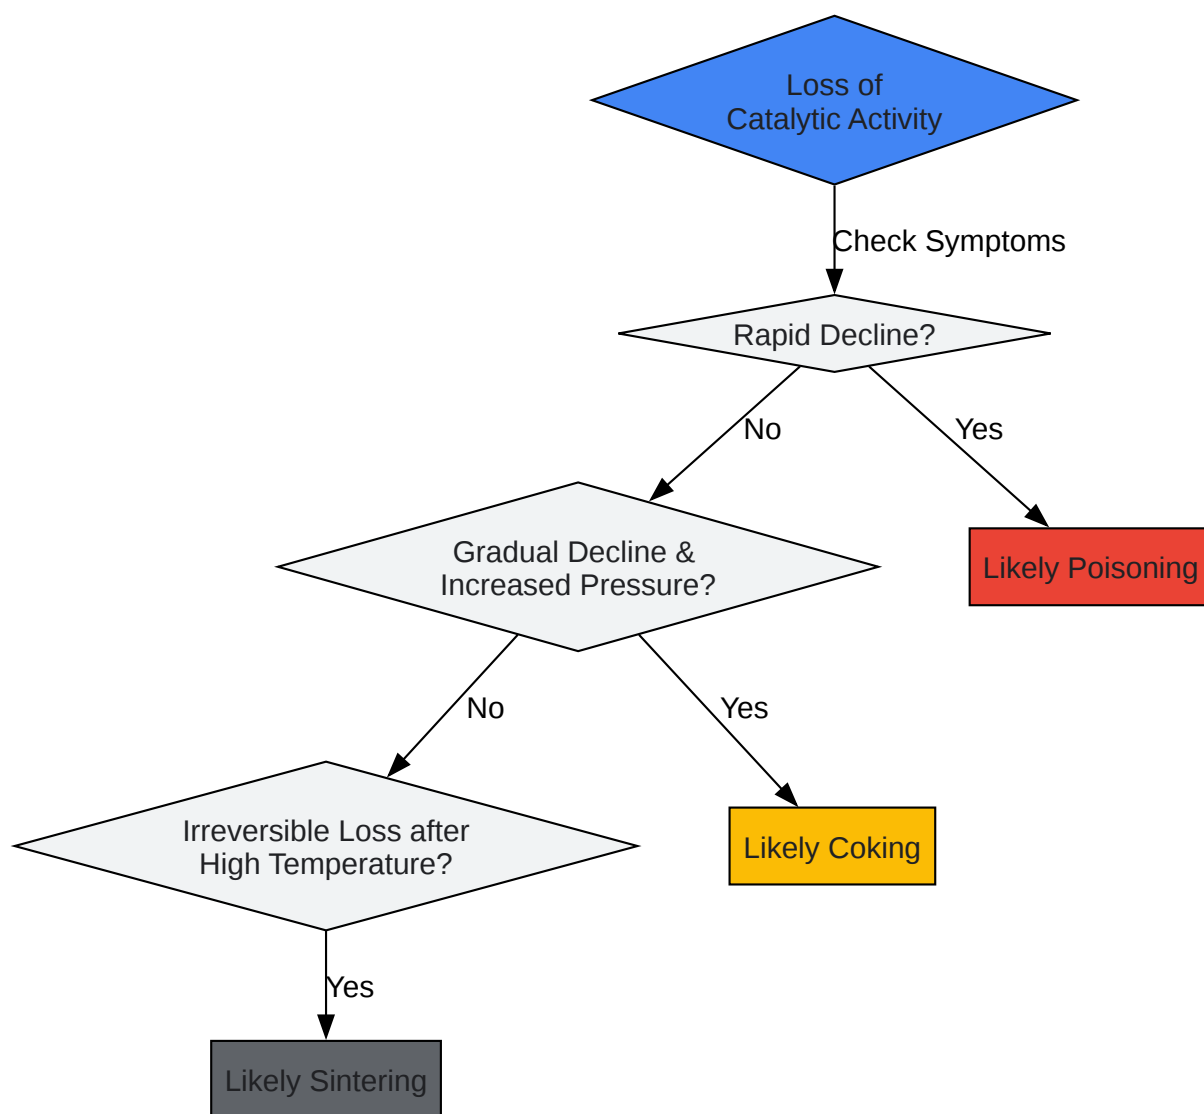 Loss of
Catalytic Activity
Check Symptoms
Rapid Decline?
No
Yes
Gradual Decline &
Increased Pressure?
Likely Poisoning
No
Yes
Irreversible Loss after
High Temperature?
Likely Coking
Yes
Likely Sintering